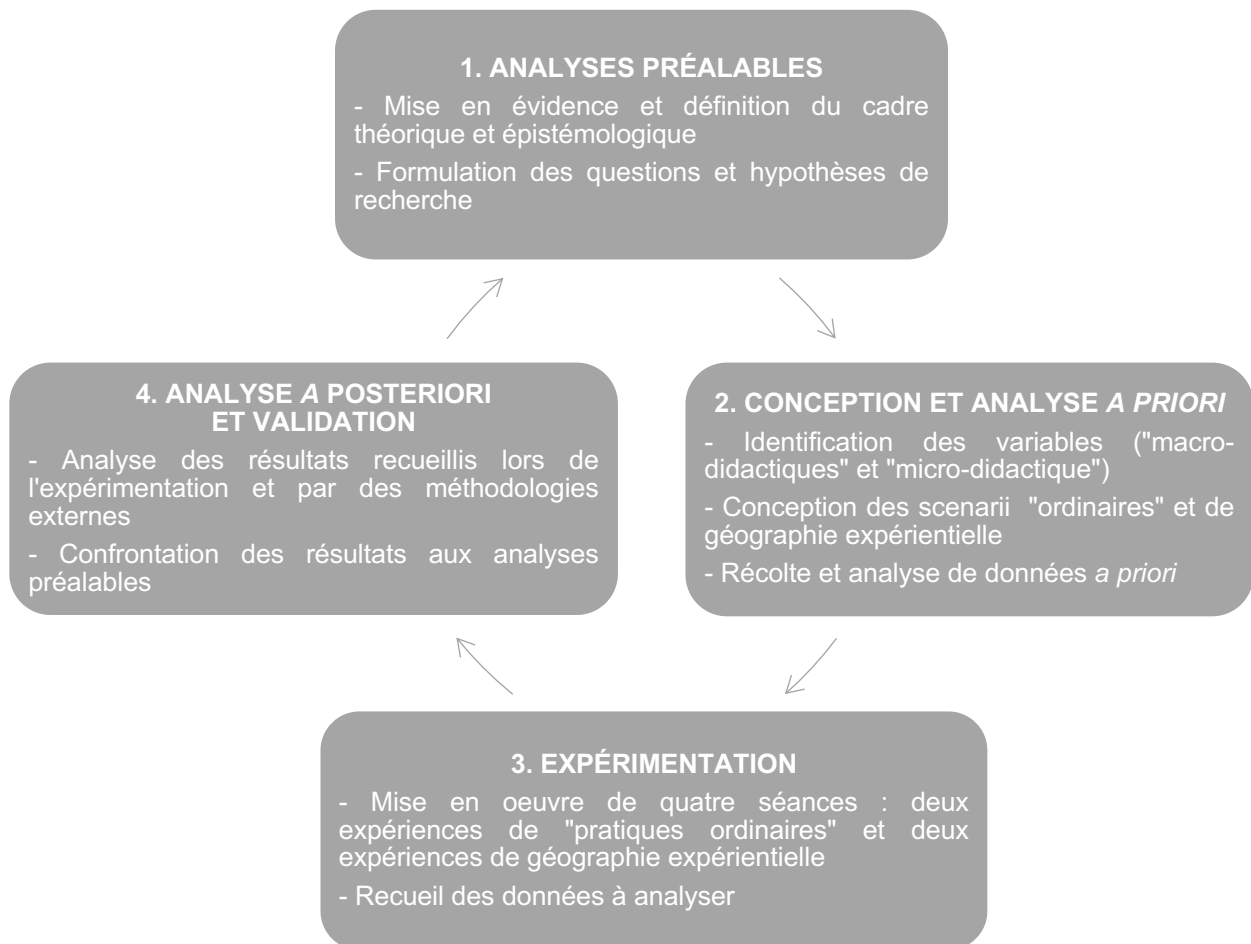 1. ANALYSES PRÉALABLES
- Mise en évidence et définition du cadre
théorique et épistémologique
- Formulation des questions et hypothèses de
recherche
2. CONCEPTION ET ANALYSE A PRIORI
- Identification des variables ("macro-
didactiques" et "micro-didactique")
- Conception des scenarii "ordinaires" et de
géographie expérientielle
- Récolte et analyse de données a priori
3. EXPÉRIMENTATION
- Mise en oeuvre de quatre séances : deux
expériences de "pratiques ordinaires" et deux
expériences de géographie expérientielle
- Recueil des données à analyser
4. ANALYSE A POSTERIORI
ET VALIDATION
- Analyse des résultats recueillis lors de
l'expérimentation et par des méthodologies
externes
- Confrontation des résultats aux analyses
préalables